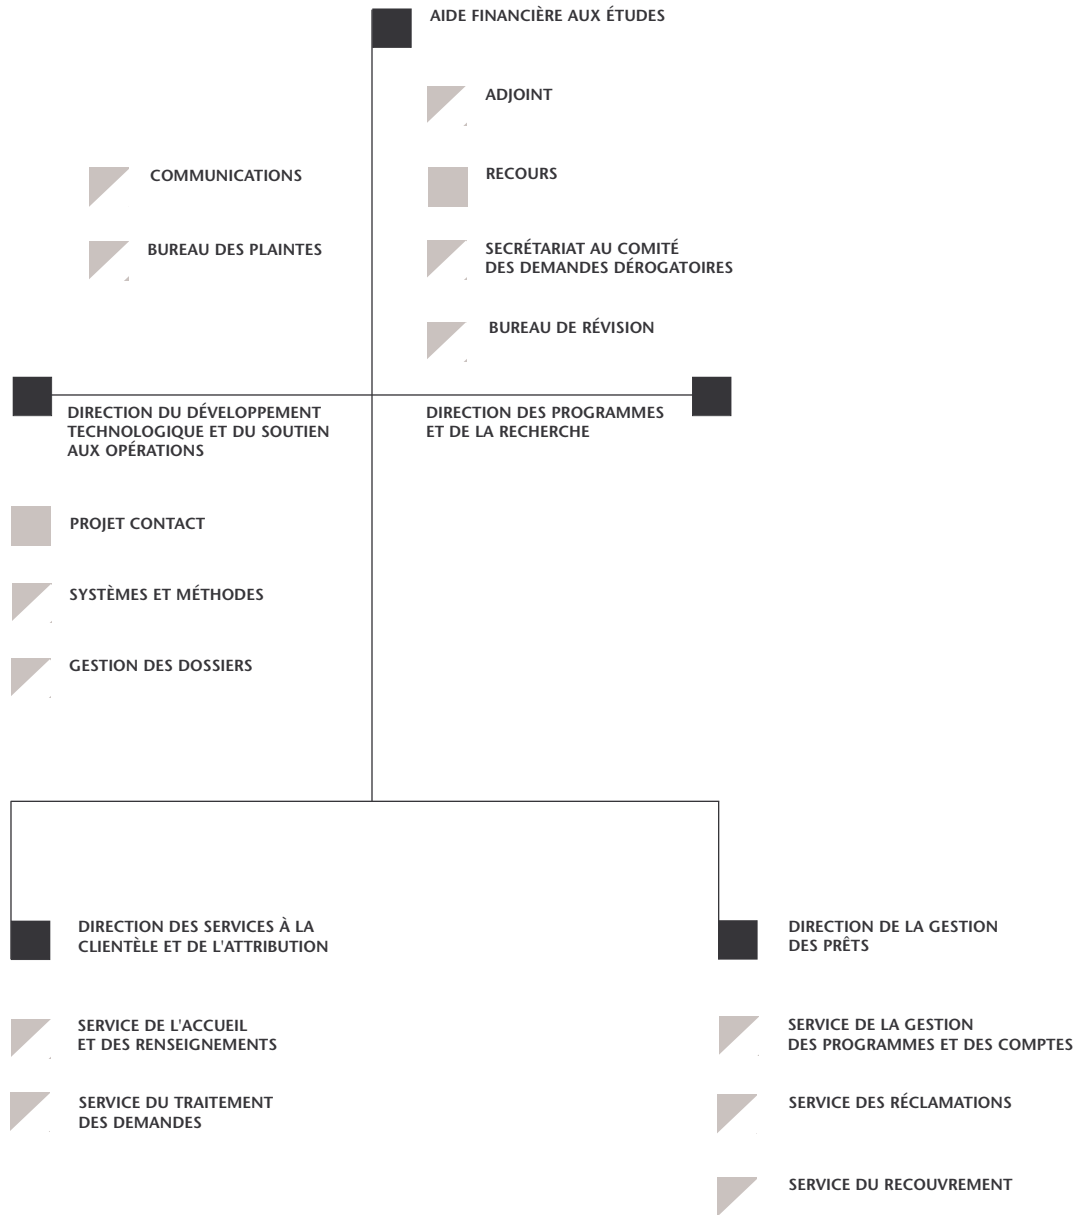 AIDE FINANCIÈRE AUX ÉTUDES
ADJOINT
COMMUNICATIONS
RECOURS
BUREAU DES PLAINTES
SECRÉTARIAT AU COMITÉ
DES DEMANDES DÉROGATOIRES
BUREAU DE RÉVISION
DIRECTION DU DÉVELOPPEMENT
TECHNOLOGIQUE ET DU SOUTIEN
AUX OPÉRATIONS
DIRECTION DES PROGRAMMES
ET DE LA RECHERCHE
PROJET CONTACT
SYSTÈMES ET MÉTHODES
GESTION DES DOSSIERS
DIRECTION DES SERVICES À LA
CLIENTÈLE ET DE L'ATTRIBUTION
SERVICE DE L'ACCUEIL
ET DES RENSEIGNEMENTS
SERVICE DU TRAITEMENT
DES DEMANDES
DIRECTION DE LA GESTION
DES PRÊTS
SERVICE DE LA GESTION
DES PROGRAMMES ET DES COMPTES
SERVICE DES RÉCLAMATIONS
SERVICE DU RECOUVREMENT